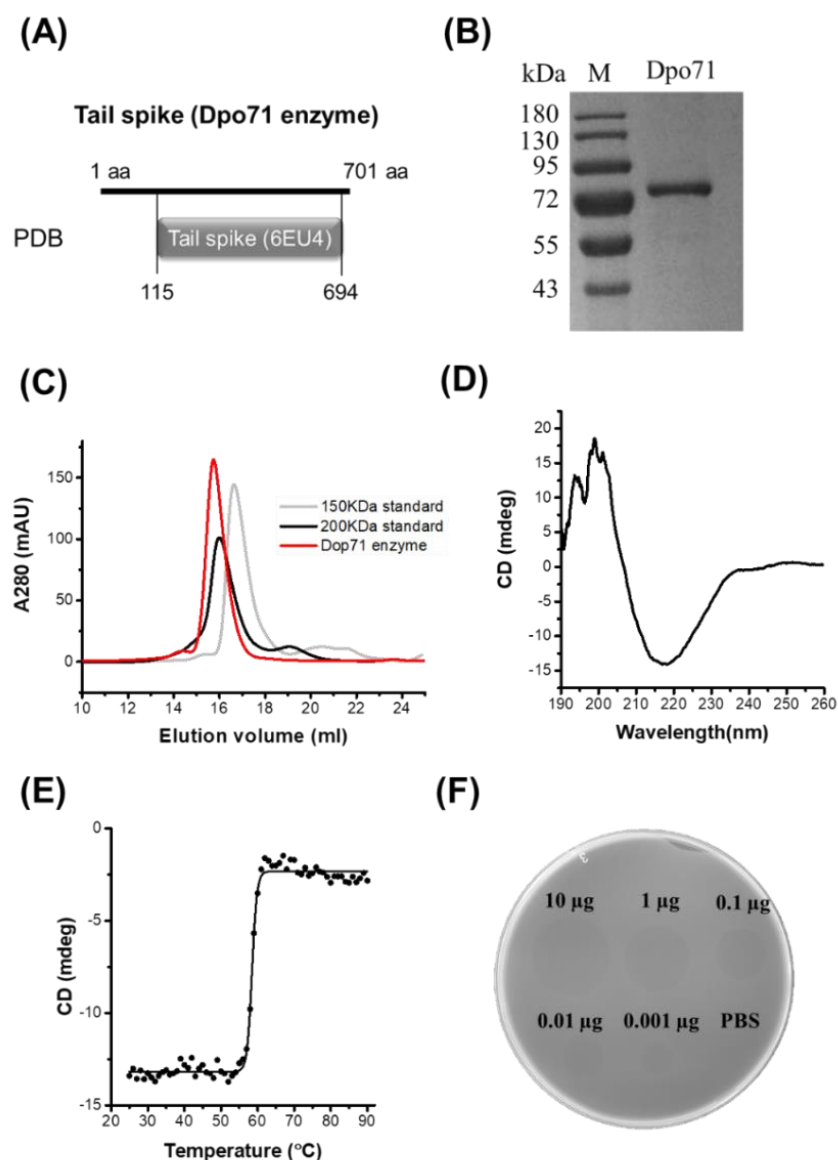 (A)
Tail spike (Dpo71 enzyme)
1 aa 701 aa
PDB
Tail spike (6EU4)
115 694
(B)
kDa M Dpo71
180
130
95
72
55
43
(C)
150
100
50
0
A280 (mAU)
150KDa standard
200KDa standard
Dop71 enzyme
10 12 14 16 18 20 22 24
Elution volume (ml)
(D)
20
15
10
5
0
-5
-10
-15
CD (mdeg)
190 200 210 220 230 240 250 260
Wavelength(nm)
(E)
0
-5
-10
-15
CD (mdeg)
20 30 40 50 60 70 80 90
Temperature (°C)
(F)
10 µg 1 µg 0.1 µg
0.01 µg 0.001 µg PBS